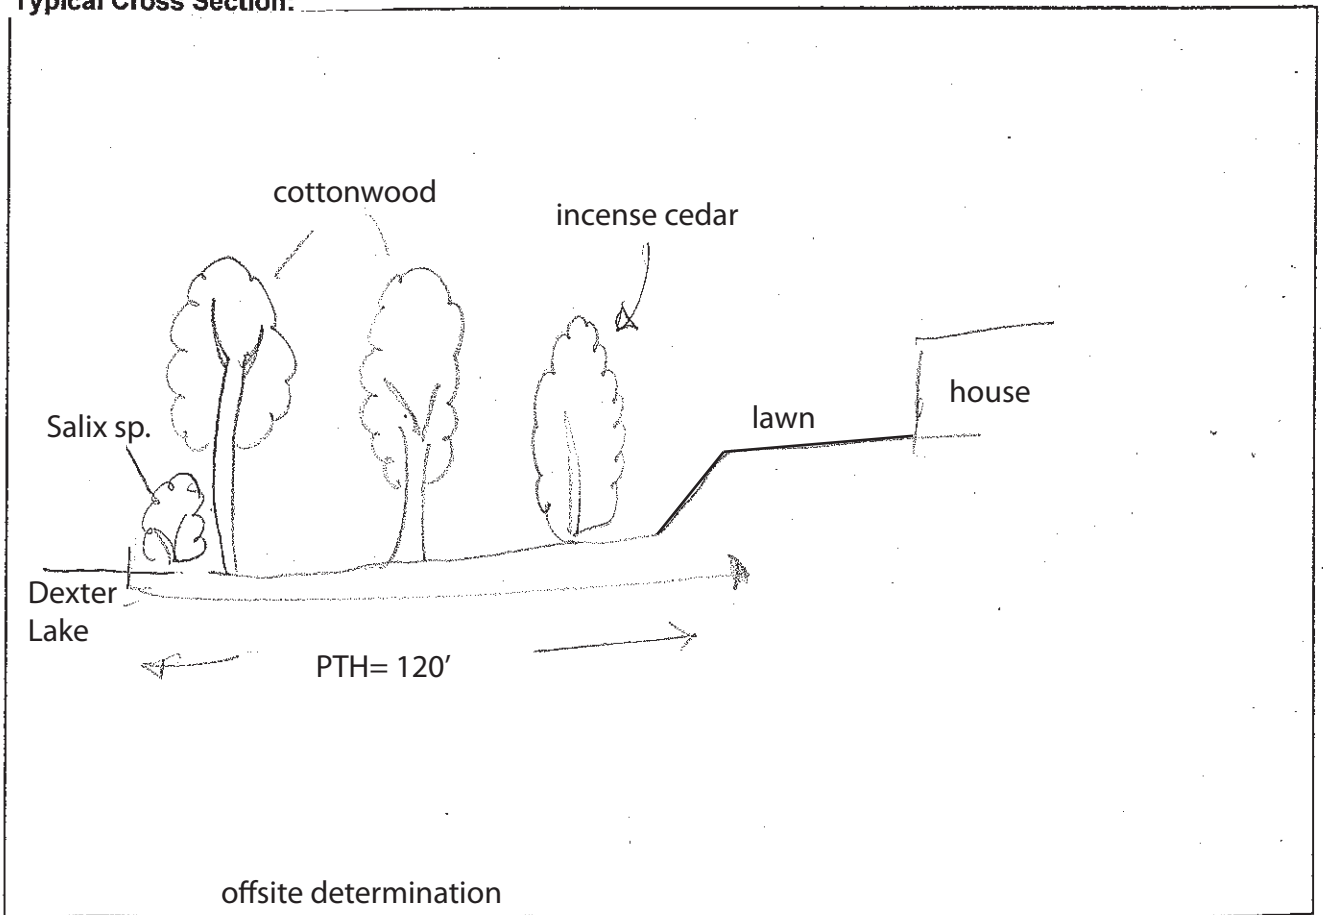 Typical Cross Section:
cottonwood
incense cedar
house
lawn
Salix sp.
Dexter
Lake
PTH= 120'
offsite determination